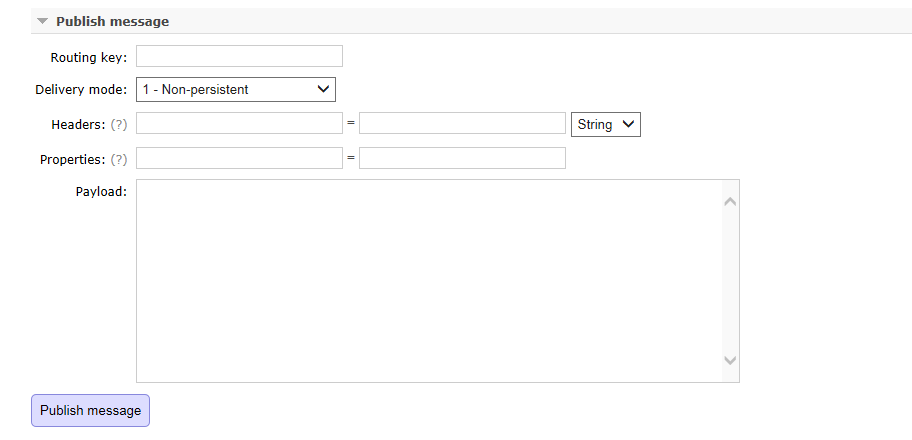 Publish message
Routing key:
Delivery mode: 1 - Non-persistent
Headers: (?) = String
Properties: (?) =
Payload:
Publish message